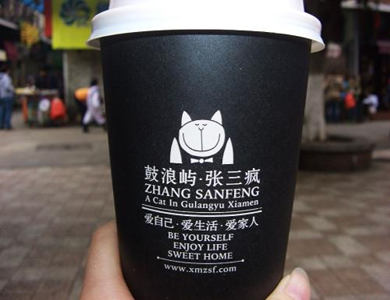 鼓浪屿·张三疯
ZHANG SANFENG
A Cat In Gulangyu Xiamen
爱自己·爱生活·爱家人
BE YOURSELF
ENJOY LIFE
SWEET HOME
www.xmzsf.com